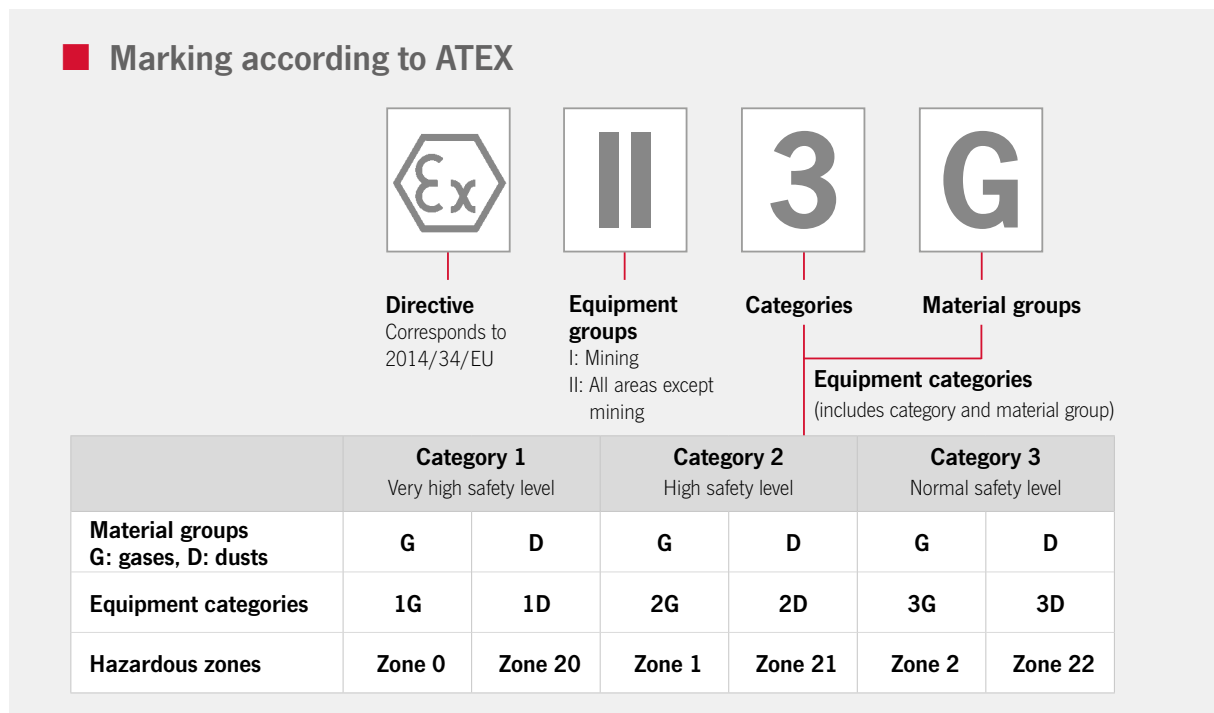 Marking according to ATEX
Ex II 3 G
Directive
Corresponds to
2014/34/EU
Equipment
groups
I: Mining
II: All areas except
mining
Categories
Material groups
Equipment categories
(includes category and material group)
Category 1 Category 2 Category 3
Very high safety level High safety level Normal safety level
Material groups
G: gases, D: dusts
G D G D G D
Equipment categories 1G 1D 2G 2D 3G 3D
Hazardous zones Zone 0 Zone 20 Zone 1 Zone 21 Zone 2 Zone 22